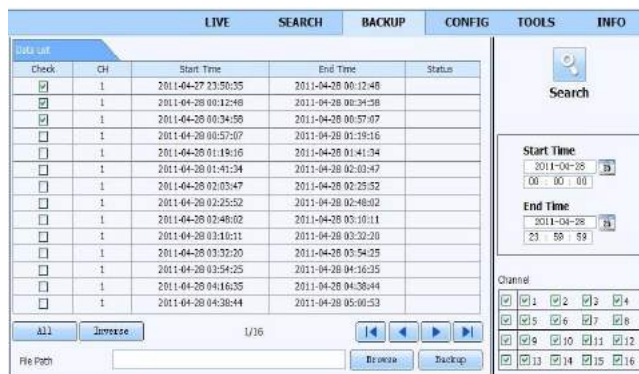 LIVE SEARCH BACKUP CONFIG TOOLS INFO
Data List
Check CH Start Time End Time Status
1 2011-04-27 23:50:35 2011-04-28 00:12:48
1 2011-04-28 00:12:48 2011-04-28 00:34:58
1 2011-04-28 00:34:58 2011-04-28 00:57:07
1 2011-04-28 00:57:07 2011-04-28 01:19:16
1 2011-04-28 01:19:16 2011-04-28 01:41:34
1 2011-04-28 01:41:34 2011-04-28 02:03:47
1 2011-04-28 02:03:47 2011-04-28 02:25:52
1 2011-04-28 02:25:52 2011-04-28 02:48:02
1 2011-04-28 02:48:02 2011-04-28 03:10:11
1 2011-04-28 03:10:11 2011-04-28 03:32:20
1 2011-04-28 03:32:20 2011-04-28 03:54:25
1 2011-04-28 03:54:25 2011-04-28 04:16:35
1 2011-04-28 04:16:35 2011-04-28 04:38:44
1 2011-04-28 04:38:44 2011-04-28 05:00:53
All Inverse 1/16
File Path Browse Backup
Search
Start Time
2011-04-28
00 : 00 : 00
End Time
2011-04-28
23 : 59 : 59
Channel
1 2 3 4
5 6 7 8
9 10 11 12
13 14 15 16